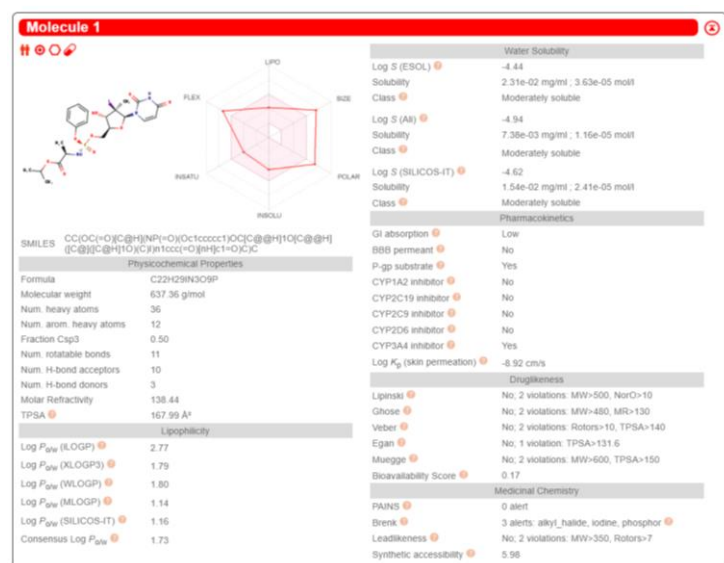 Molecule 1
LIPO
FLEX
SIZE
INSATU
POLAR
INSOLU
SMILES CC(OC(=O)[C@H](NP(=O)(Oc1ccccc1)OC[C@@H]1O[C@@H]
([C@]([C@H]1O)(C)I)n1ccc(=O)[nH]c1=O)C)C
Physicochemical Properties
Formula C22H29IN3O9P
Molecular weight 637.36 g/mol
Num. heavy atoms 36
Num. arom. heavy atoms 12
Fraction Csp3 0.50
Num. rotatable bonds 11
Num. H-bond acceptors 10
Num. H-bond donors 3
Molar Refractivity 138.44
TPSA 167.99 Å²
Lipophilicity
Log Po/w (iLOGP) 2.77
Log Po/w (XLOGP3) 1.79
Log Po/w (WLOGP) 1.80
Log Po/w (MLOGP) 1.14
Log Po/w (SILICOS-IT) 1.16
Consensus Log Po/w 1.73
Water Solubility
Log S (ESOL) -4.44
Solubility 2.31e-02 mg/ml ; 3.63e-05 mol/l
Class Moderately soluble
Log S (Ali) -4.94
Solubility 7.38e-03 mg/ml ; 1.16e-05 mol/l
Class Moderately soluble
Log S (SILICOS-IT) -4.62
Solubility 1.54e-02 mg/ml ; 2.41e-05 mol/l
Class Moderately soluble
Pharmacokinetics
GI absorption Low
BBB permeant No
P-gp substrate Yes
CYP1A2 inhibitor No
CYP2C19 inhibitor No
CYP2C9 inhibitor No
CYP2D6 inhibitor No
CYP3A4 inhibitor Yes
Log Kp (skin permeation) -8.92 cm/s
Druglikeness
Lipinski No; 2 violations: MW>500, NorO>10
Ghose No; 2 violations: MW>480, MR>130
Veber No; 2 violations: Rotors>10, TPSA>140
Egan No; 1 violation: TPSA>131.6
Muegge No; 2 violations: MW>600, TPSA>150
Bioavailability Score 0.17
Medicinal Chemistry
PAINS 0 alert
Brenk 3 alerts: alkyl_halide, iodine, phosphor
Leadlikeness No; 2 violations: MW>350, Rotors>7
Synthetic accessibility 5.98